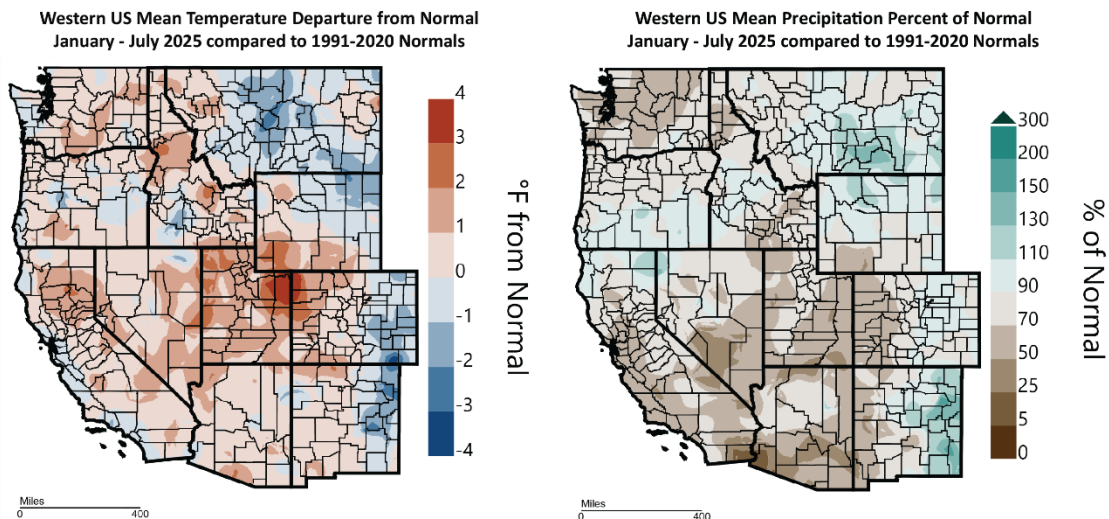 Western US Mean Temperature Departure from Normal
January - July 2025 compared to 1991-2020 Normals
4
3
2
1
0
-1
-2
-3
-4
°F from Normal
Miles
0 400
Western US Mean Precipitation Percent of Normal
January - July 2025 compared to 1991-2020 Normals
300
200
150
130
110
90
70
50
25
5
0
% of Normal
Miles
0 400